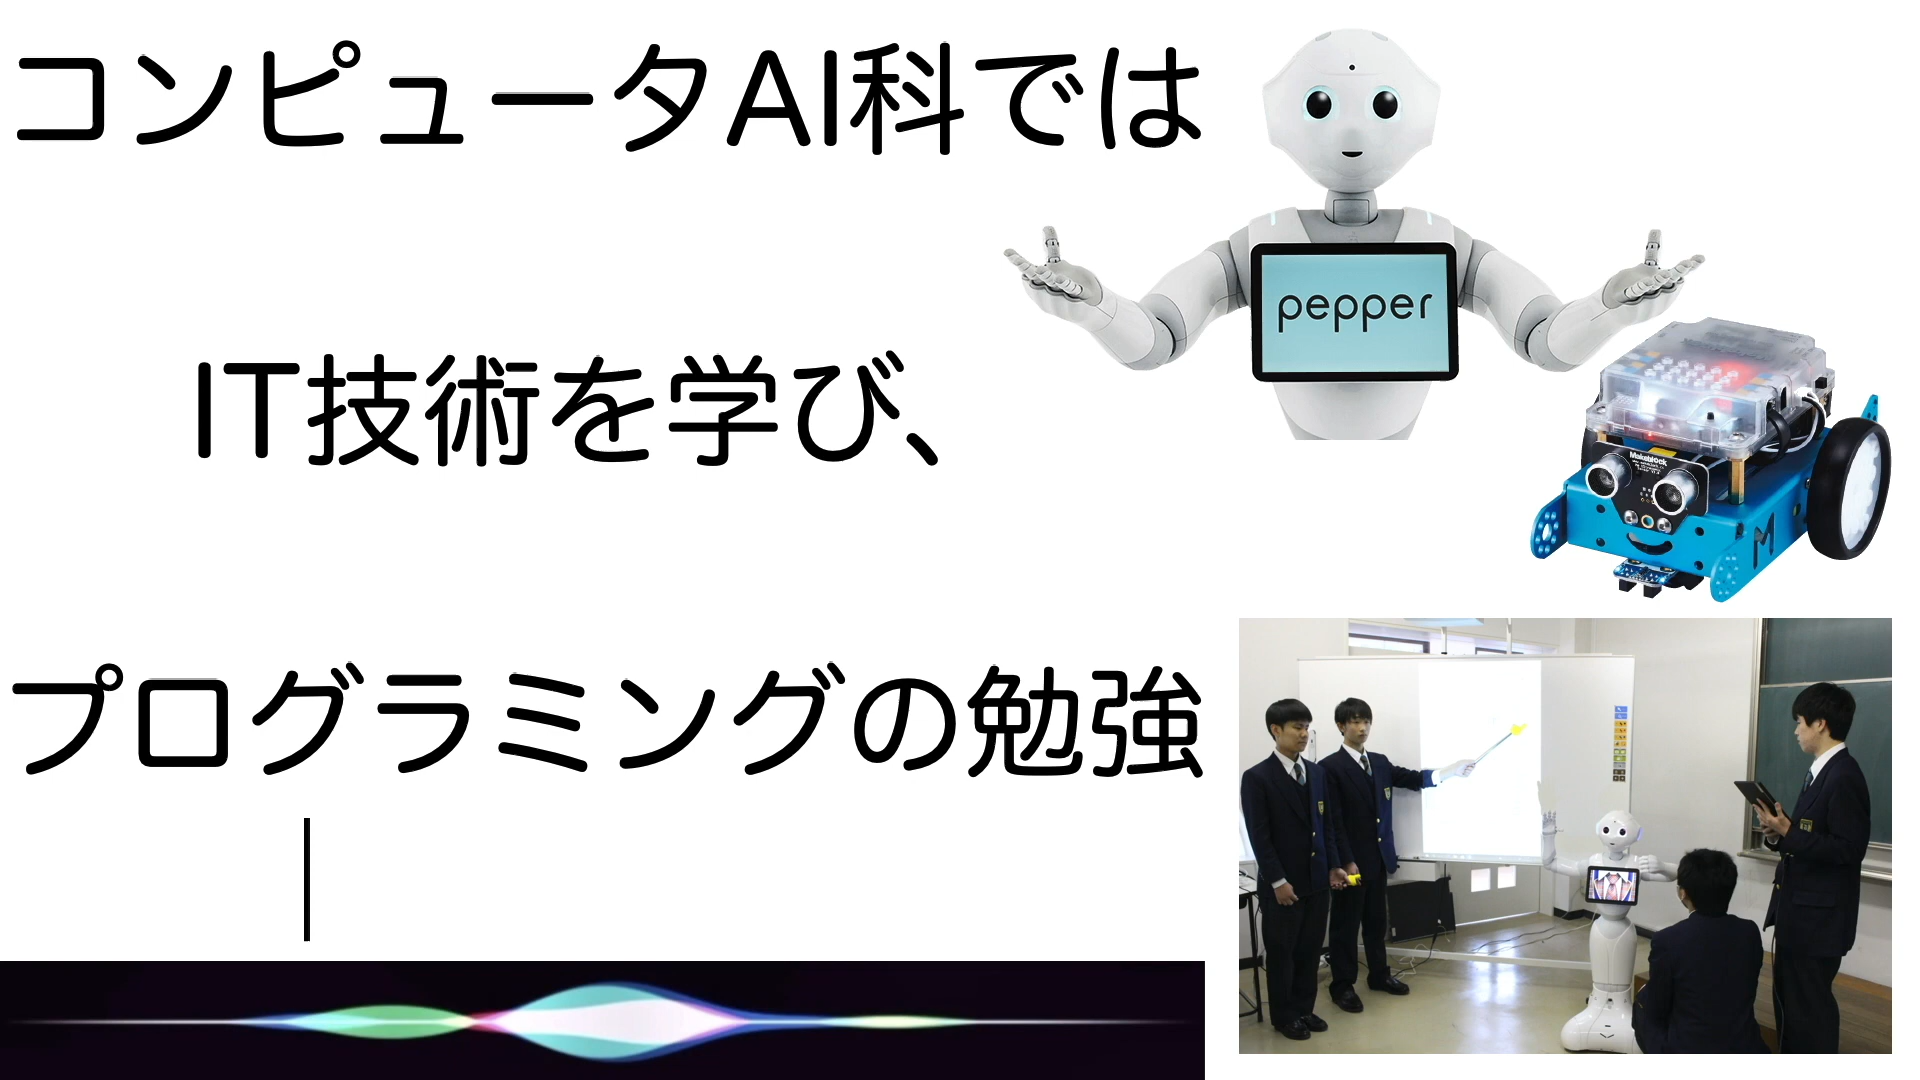 コンピュータAI科では
pepper
IT技術を学び、
Makeblock
プログラミングの勉強